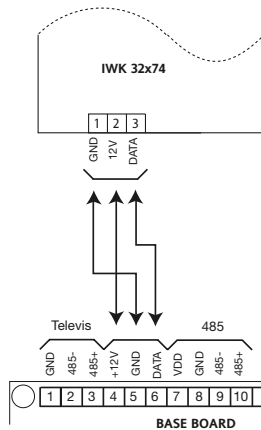 IWK 32x74
1 2 3
GND 12V DATA
Televis 485
GND 485- 485+ +12V GND DATA VDD GND 485- 485+
1 2 3 4 5 6 7 8 9 10
BASE BOARD